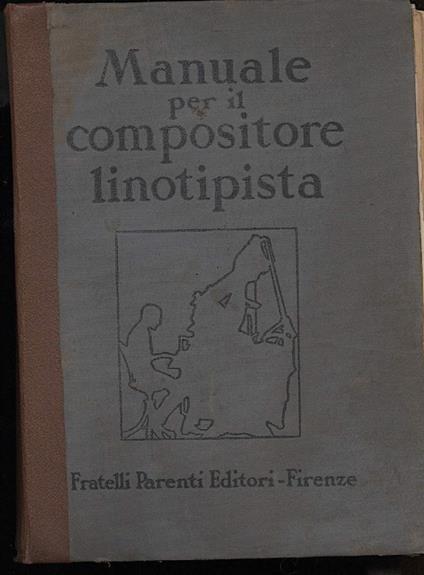 Manuale
per il
compositore
linotipista
Fratelli Parenti Editori - Firenze